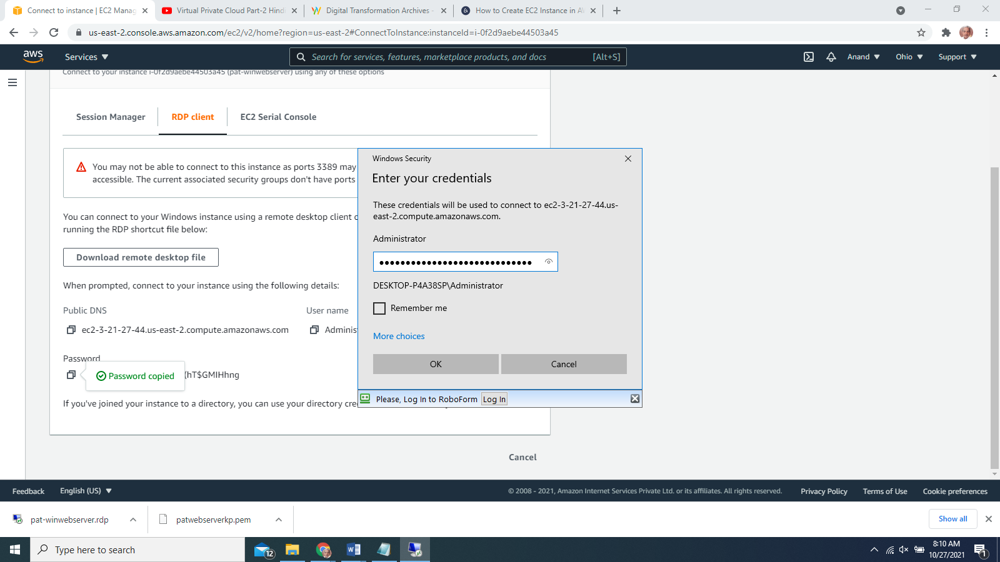 Connect to instance | EC2 Manag
Virtual Private Cloud Part-2 Hindi
Digital Transformation Archives -
How to Create EC2 Instance in AW
us-east-2.console.aws.amazon.com/ec2/v2/home?region=us-east-2#ConnectToInstance:instanceId=i-0f2d9aebe44503a45
aws
Services
Search for services, features, marketplace products, and docs
[Alt+S]
Anand
Ohio
Support
Connect to your instance i-0f2d9aebe44503a45 (pat-winwebserver) using any of these options
Session Manager
RDP client
EC2 Serial Console
You may not be able to connect to this instance as ports 3389 may
accessible. The current associated security groups don't have ports
You can connect to your Windows instance using a remote desktop client o
running the RDP shortcut file below:
Download remote desktop file
When prompted, connect to your instance using the following details:
Public DNS
User name
ec2-3-21-27-44.us-east-2.compute.amazonaws.com
Adminis
Password
Password copied
(hT$GMIHhng
If you've joined your instance to a directory, you can use your directory cre
Windows Security
Enter your credentials
These credentials will be used to connect to ec2-3-21-27-44.us-
east-2.compute.amazonaws.com.
Administrator
DESKTOP-P4A38SP\Administrator
Remember me
More choices
OK
Cancel
Please, Log In to RoboForm
Log In
Cancel
Feedback
English (US)
© 2008 - 2021, Amazon Internet Services Private Ltd. or its affiliates. All rights reserved.
Privacy Policy
Terms of Use
Cookie preferences
pat-winwebserver.rdp
patwebserverkp.pem
Show all
Type here to search
12
8:10 AM
10/27/2021
1